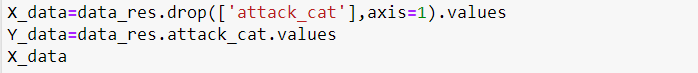 X_data=data_res.drop(['attack_cat'],axis=1).values
Y_data=data_res.attack_cat.values
X_data